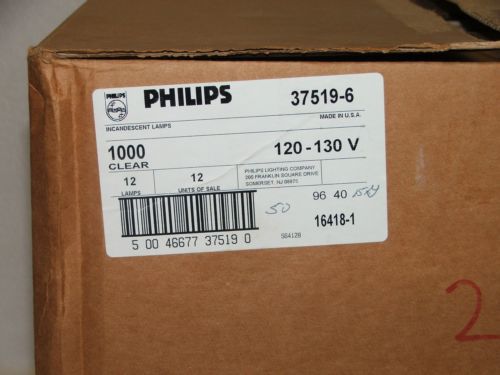 PHILIPS
PHILIPS 37519-6
INCANDESCENT LAMPS MADE IN U.S.A.
1000 120-130 V
CLEAR
12 12
LAMPS UNITS OF SALE
PHILIPS LIGHTING COMPANY
200 FRANKLIN SQUARE DRIVE
SOMERSET, NJ 08873
50 96 40
16418-1
5 00 46677 37519 0
S6412B
2